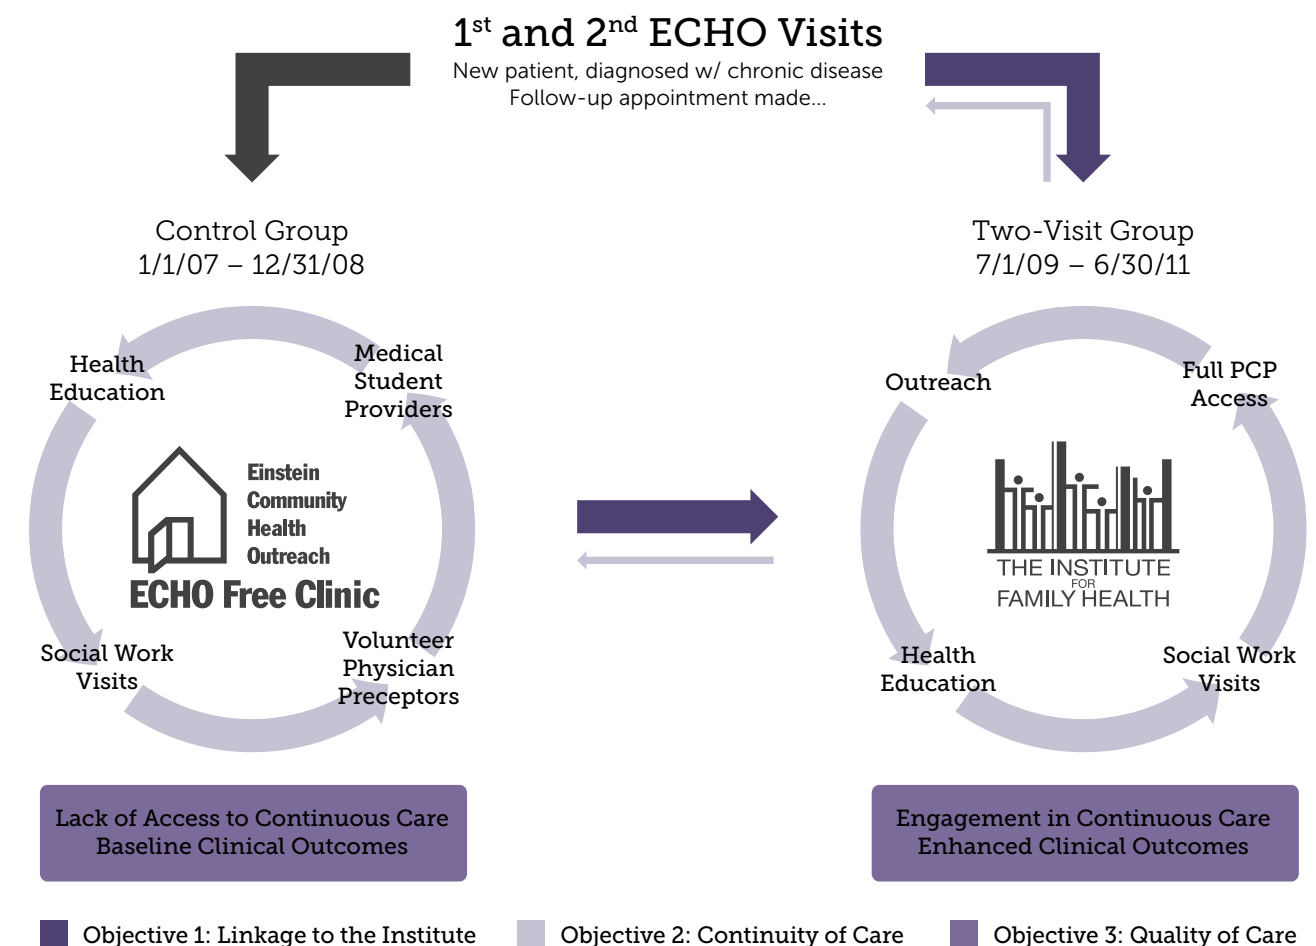 1st and 2nd ECHO Visits
New patient, diagnosed w/ chronic disease
Follow-up appointment made...
Control Group
1/1/07 – 12/31/08
Health
Education
Medical
Student
Providers
Einstein
Community
Health
Outreach
ECHO Free Clinic
Social Work
Visits
Volunteer
Physician
Preceptors
Lack of Access to Continuous Care
Baseline Clinical Outcomes
Two-Visit Group
7/1/09 – 6/30/11
Outreach
Full PCP
Access
THE INSTITUTE
FOR
FAMILY HEALTH
Health
Education
Social Work
Visits
Engagement in Continuous Care
Enhanced Clinical Outcomes
Objective 1: Linkage to the Institute
Objective 2: Continuity of Care
Objective 3: Quality of Care